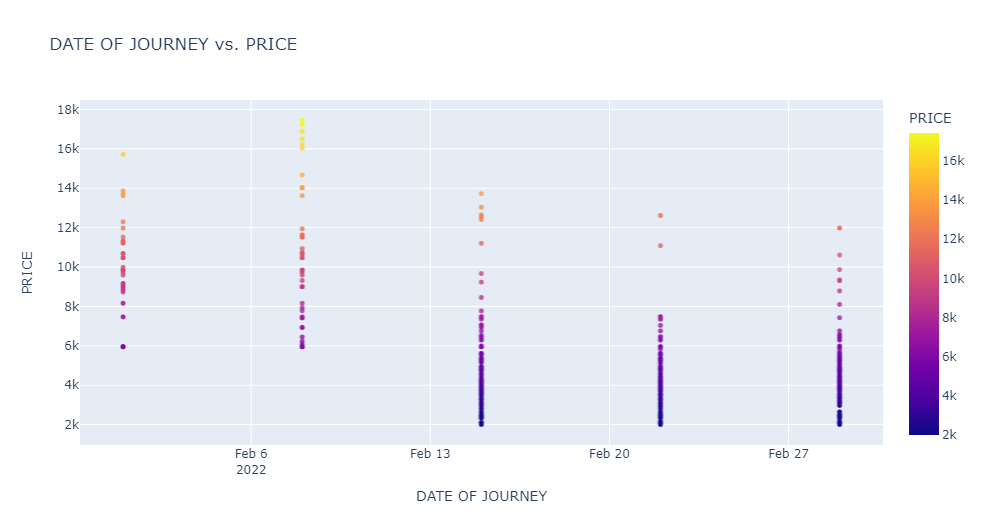 DATE OF JOURNEY vs. PRICE
PRICE
18k
16k
14k
12k
10k
8k
6k
4k
2k
PRICE
16k
14k
12k
10k
8k
6k
4k
2k
Feb 6
2022
Feb 13
Feb 20
Feb 27
DATE OF JOURNEY